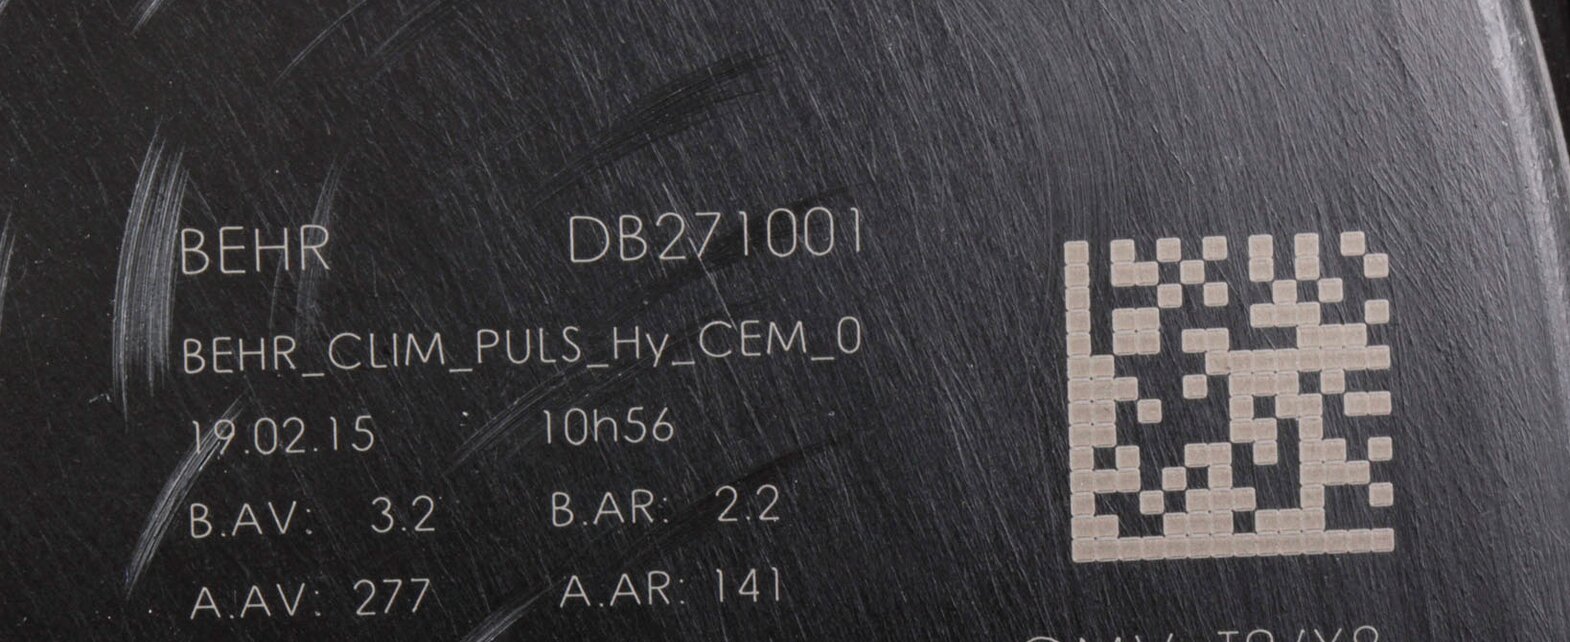 BEHR DB271001
BEHR_CLIM_PULS_Hy_CEM_0
19.02.15 10h56
B.AV: 3.2 B.AR: 2.2
A.AV: 277 A.AR: 141